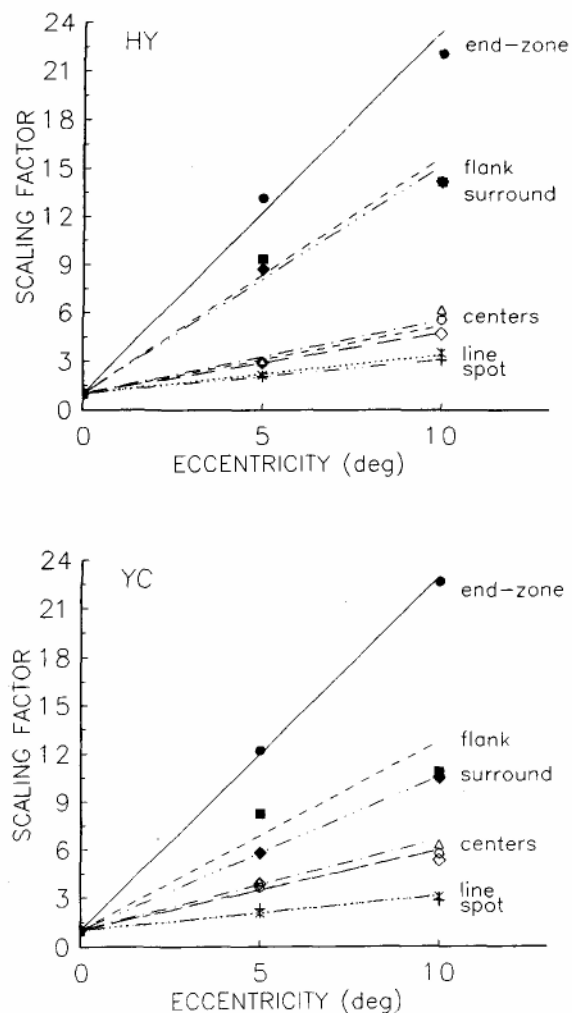 24
HY
end-zone
21
18
flank
15
surround
12
9
centers
6
line
3
spot
0
0 5 10
SCALING FACTOR
ECCENTRICITY (deg)
24
YC
end-zone
21
18
15
flank
12
surround
9
centers
6
line
3
spot
0
0 5 10
SCALING FACTOR
ECCENTRICITY (deg)